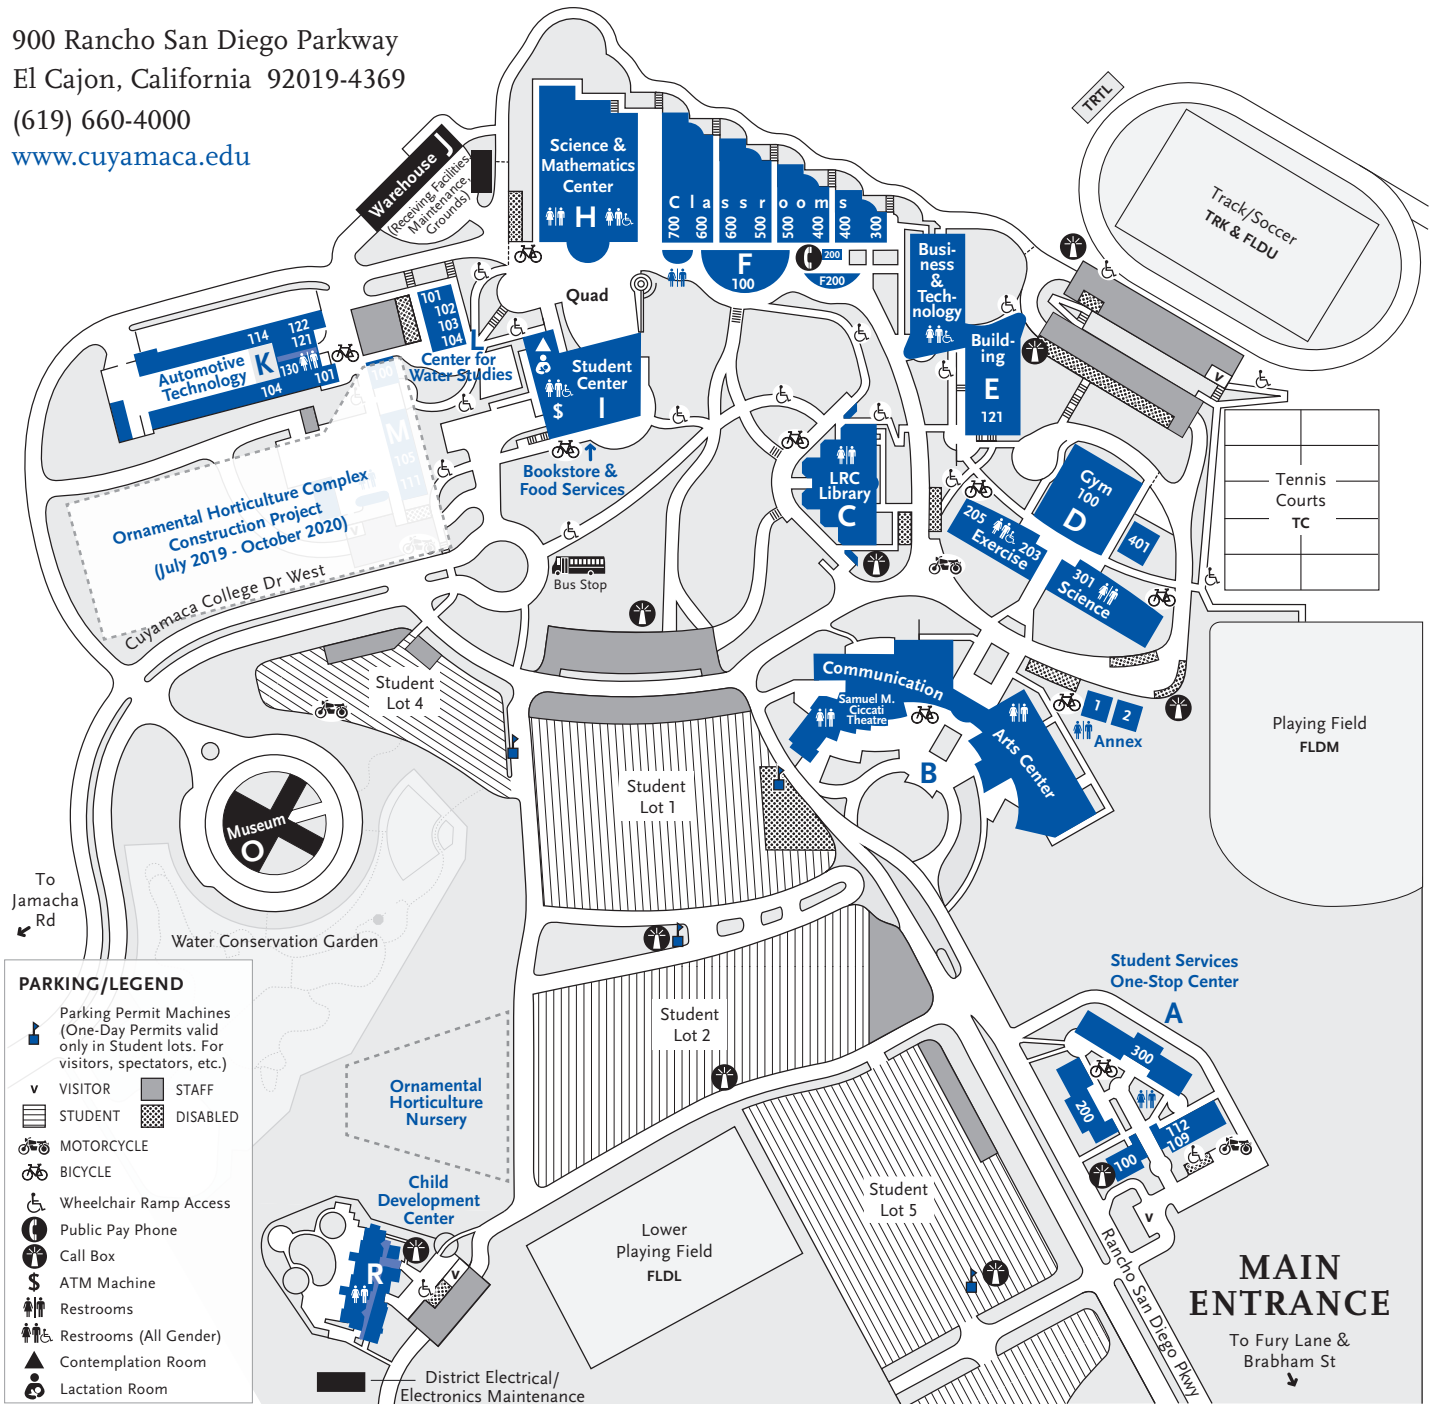 900 Rancho San Diego Parkway
El Cajon, California 92019-4369
(619) 660-4000
www.cuyamaca.edu
TRTL
Track/Soccer
TRK & FLDU
Warehouse J
(Receiving, Facilities,
Maintenance,
Grounds)
Science &
Mathematics
Center
H
Classrooms
700
600
600
500
500
400
400
300
F
100
200
F200
Busi-
ness
&
Tech-
nology
Build-
ing
E
121
Quad
101
102
103
104
L
Center for
Water Studies
114
122
121
Automotive
Technology
K
130
101
104
100
M
105
111
Student
Center
I
$
Bookstore &
Food Services
Ornamental Horticulture Complex
Construction Project
(July 2019 - October 2020)
v
Cuyamaca College Dr West
Bus Stop
LRC
Library
C
Gym
100
D
401
205
203
Exercise
301
Science
v
Tennis
Courts
TC
Playing Field
FLDM
Student
Lot 4
Communication
Samuel M.
Ciccati
Theatre
Arts Center
B
1
2
Annex
Student
Lot 1
Museum
O
To
Jamacha
Rd
Water Conservation Garden
Student
Lot 2
Student Services
One-Stop Center
A
300
200
112
109
100
v
Ornamental
Horticulture
Nursery
Child
Development
Center
R
v
Student
Lot 5
Lower
Playing Field
FLDL
Rancho San Diego Pkwy
MAIN
ENTRANCE
To Fury Lane &
Brabham St
District Electrical/
Electronics Maintenance
PARKING/LEGEND
Parking Permit Machines
(One-Day Permits valid
only in Student lots. For
visitors, spectators, etc.)
v VISITOR
STAFF
STUDENT
DISABLED
MOTORCYCLE
BICYCLE
Wheelchair Ramp Access
Public Pay Phone
Call Box
$ ATM Machine
Restrooms
Restrooms (All Gender)
Contemplation Room
Lactation Room